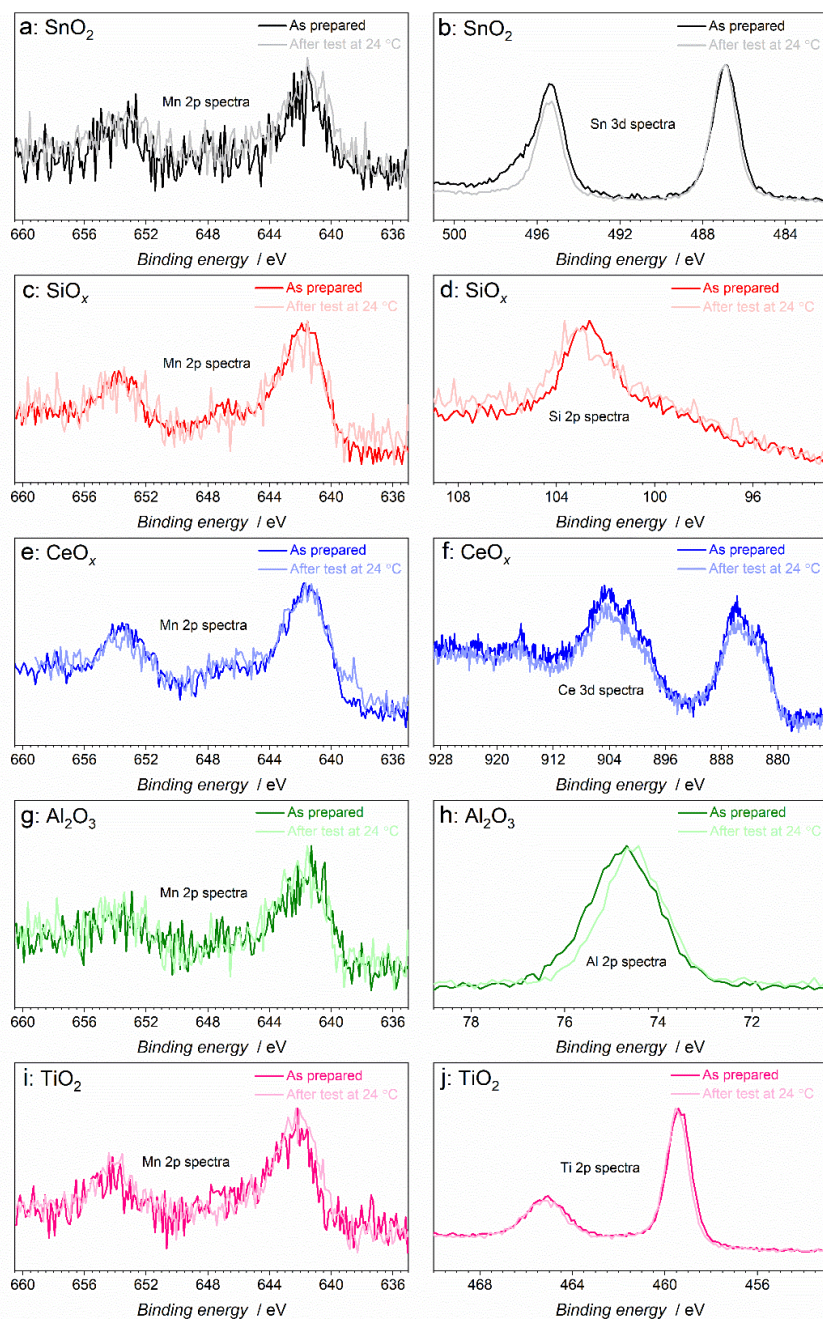 a: SnO₂
As prepared
After test at 24 °C
Mn 2p spectra
660 656 652 648 644 640 636
Binding energy / eV
b: SnO₂
As prepared
After test at 24 °C
Sn 3d spectra
500 496 492 488 484
Binding energy / eV
c: SiOₓ
As prepared
After test at 24 °C
Mn 2p spectra
660 656 652 648 644 640 636
Binding energy / eV
d: SiOₓ
As prepared
After test at 24 °C
Si 2p spectra
108 104 100 96
Binding energy / eV
e: CeOₓ
As prepared
After test at 24 °C
Mn 2p spectra
660 656 652 648 644 640 636
Binding energy / eV
f: CeOₓ
As prepared
After test at 24 °C
Ce 3d spectra
928 920 912 904 896 888 880
Binding energy / eV
g: Al₂O₃
As prepared
After test at 24 °C
Mn 2p spectra
660 656 652 648 644 640 636
Binding energy / eV
h: Al₂O₃
As prepared
After test at 24 °C
Al 2p spectra
78 76 74 72
Binding energy / eV
i: TiO₂
As prepared
After test at 24 °C
Mn 2p spectra
660 656 652 648 644 640 636
Binding energy / eV
j: TiO₂
As prepared
After test at 24 °C
Ti 2p spectra
468 464 460 456
Binding energy / eV